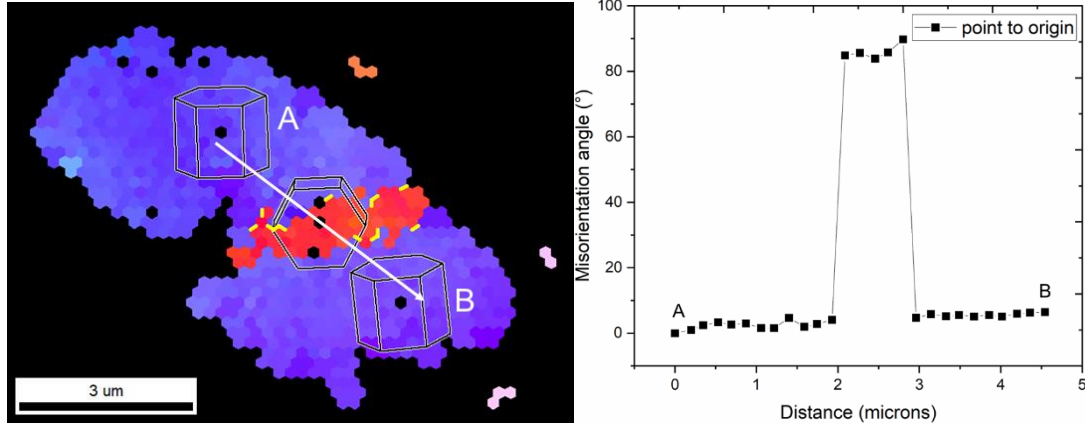 A
B
3 um
point to origin
Misorientation angle (°)
100
80
60
40
20
0
A
B
0
1
2
3
4
5
Distance (microns)